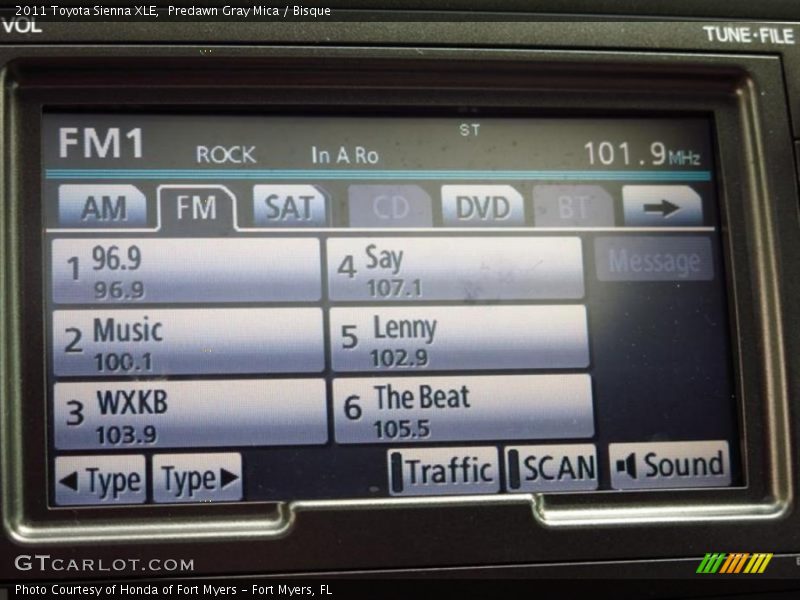 2011 Toyota Sienna XLE,  Predawn Gray Mica / Bisque
VOL
TUNE·FILE
FM1
ROCK
In A Ro
ST
101.9MHz
AM
FM
SAT
CD
DVD
BT
1 96.9
96.9
4 Say
107.1
Message
2 Music
100.1
5 Lenny
102.9
3 WXKB
103.9
6 The Beat
105.5
Type
Type
Traffic
SCAN
Sound
GTCARLOT.COM
Photo Courtesy of Honda of Fort Myers – Fort Myers, FL